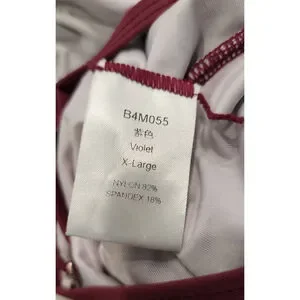 B4M055
紫色
Violet
X-Large
NYLON 82%
SPANDEX 18%